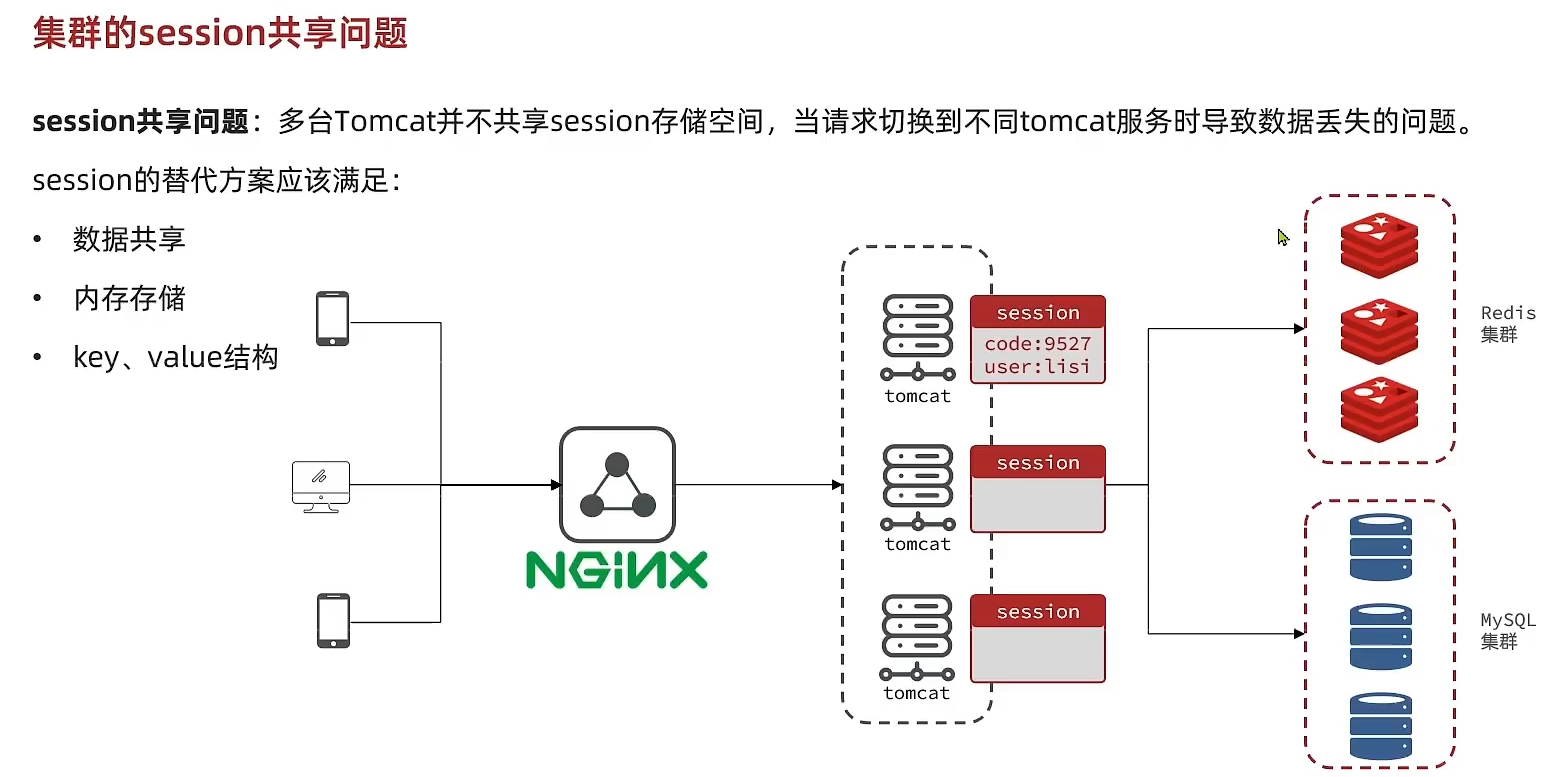 集群的session共享问题
session共享问题：多台Tomcat并不共享session存储空间，当请求切换到不同tomcat服务时导致数据丢失的问题。
session的替代方案应该满足：
• 数据共享
• 内存存储
• key、value结构
NGiNX
session
code:9527
user:lisi
tomcat
session
tomcat
session
tomcat
Redis
集群
MySQL
集群